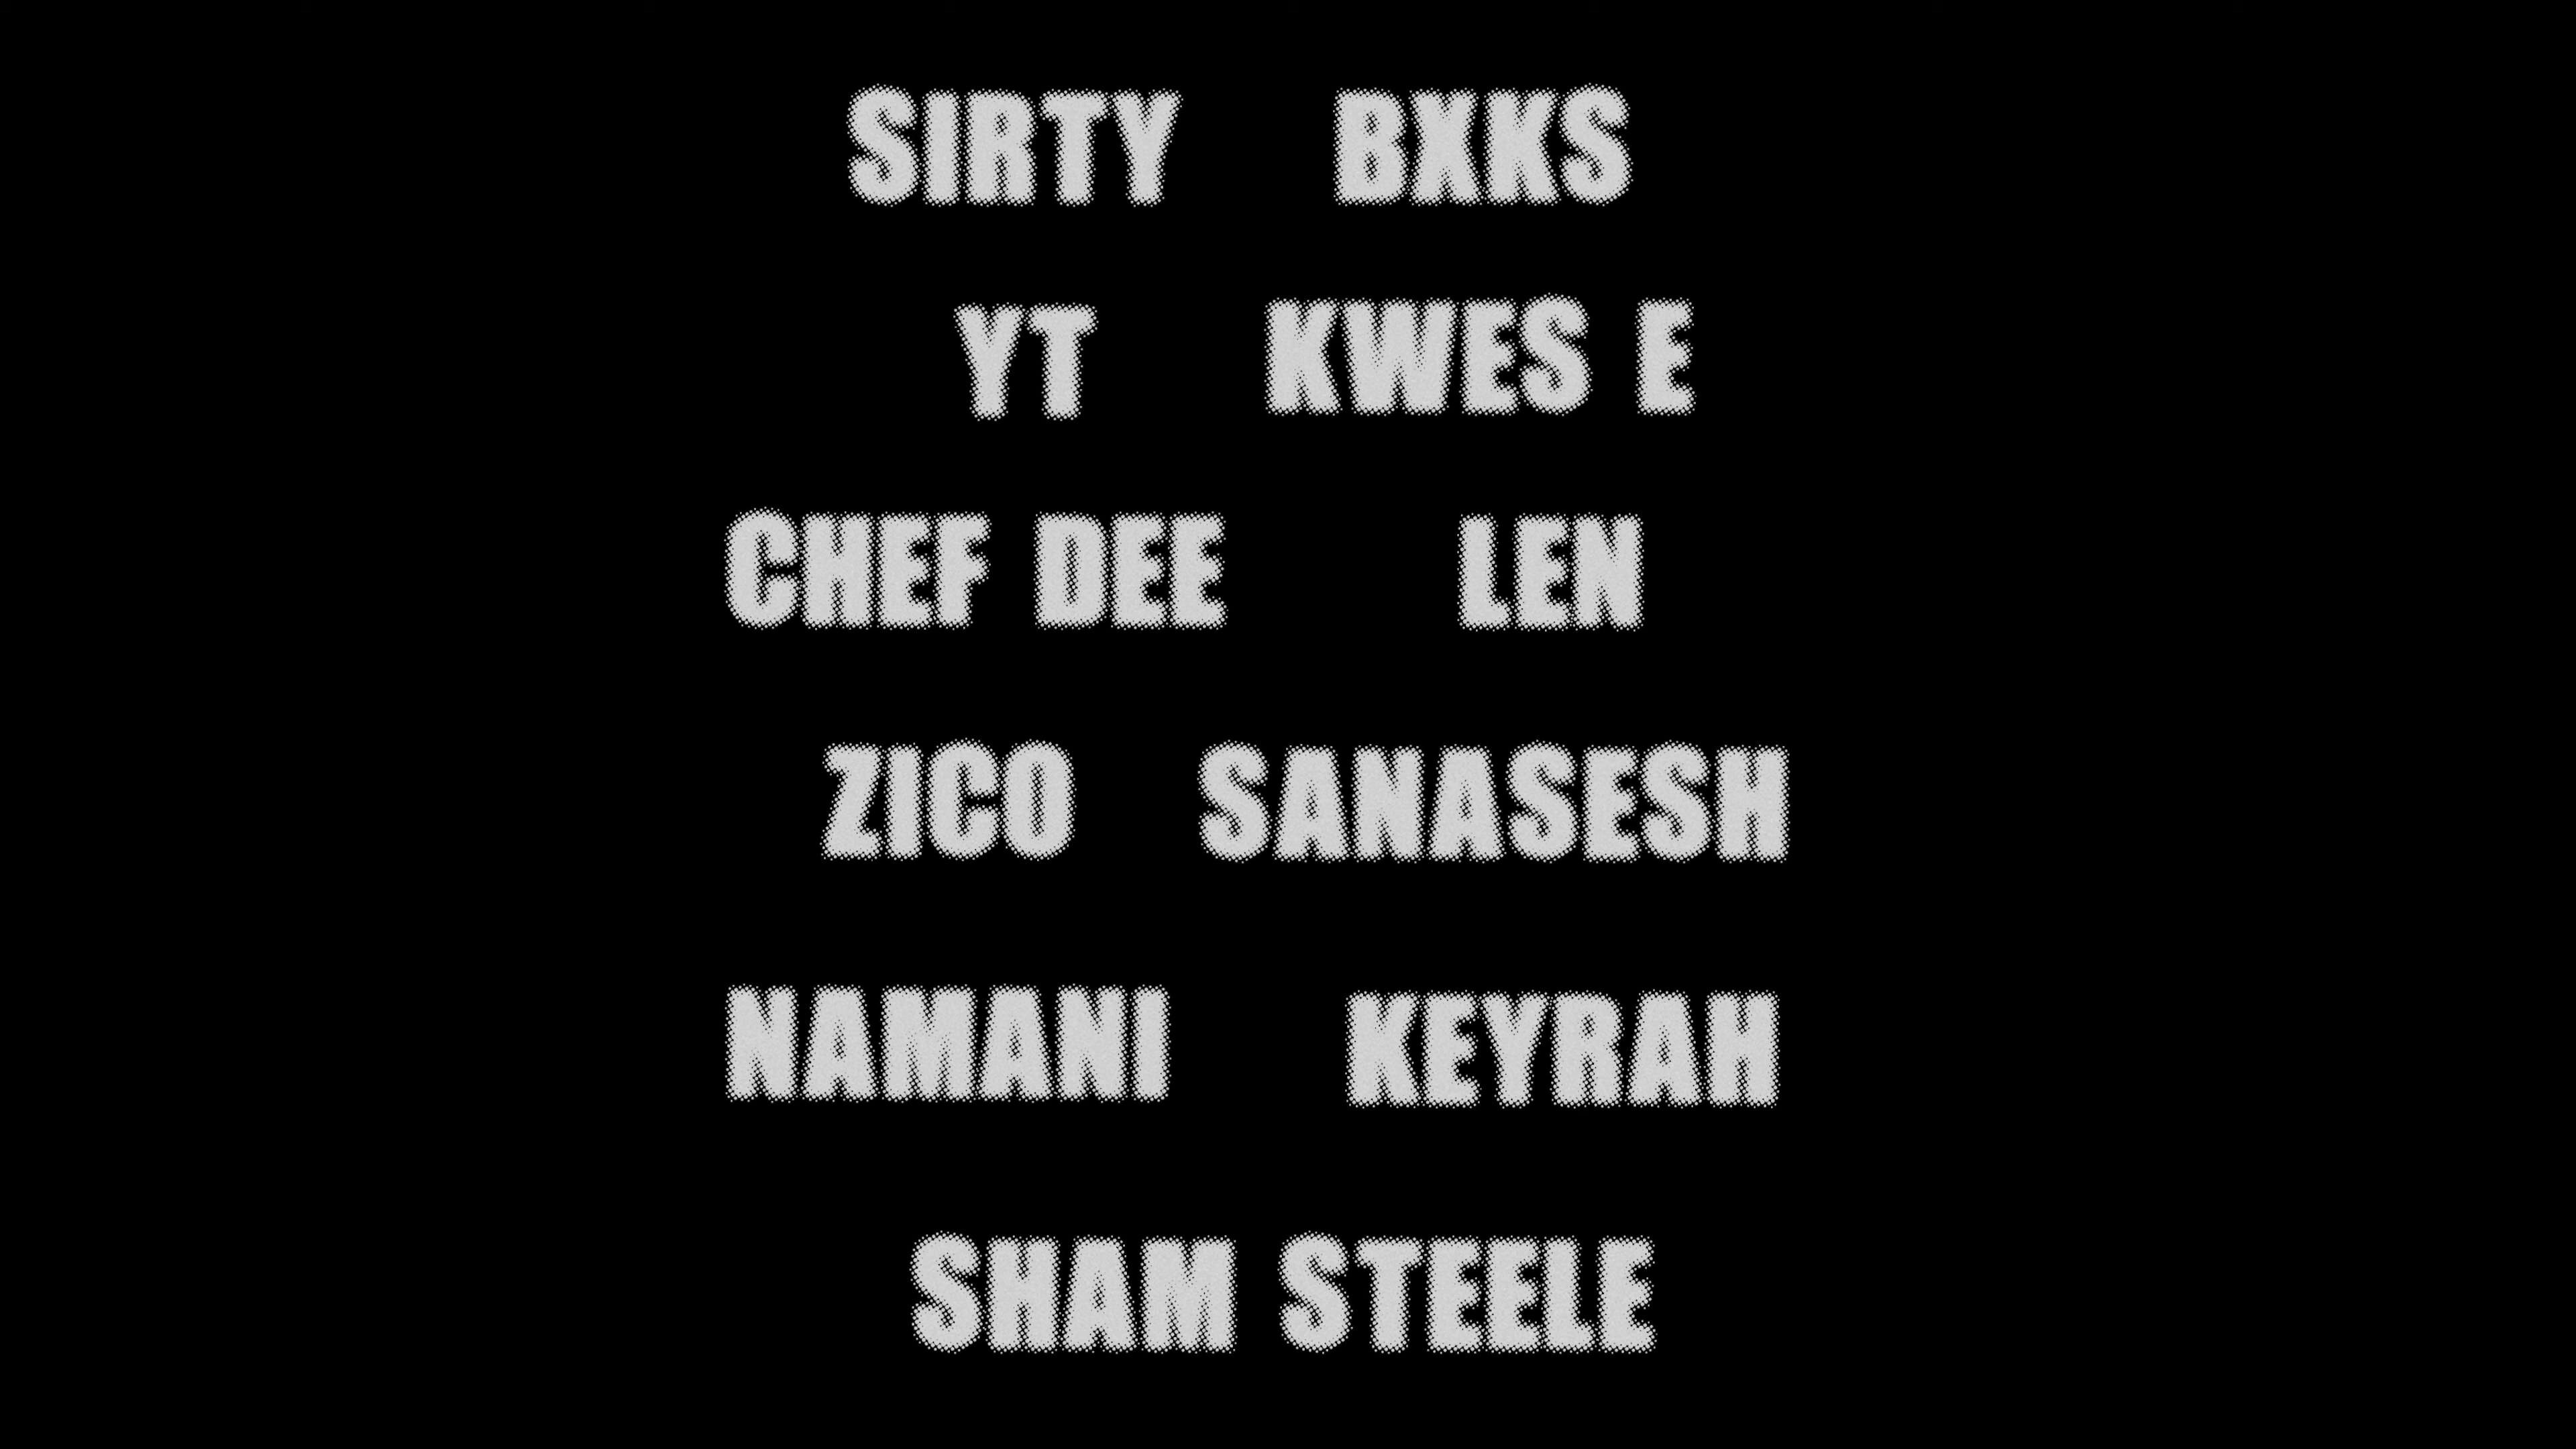 SIRTY BXKS
YT KWES E
CHEF DEE LEN
ZICO SANASESH
NAMANI KEYRAH
SHAM STEELE